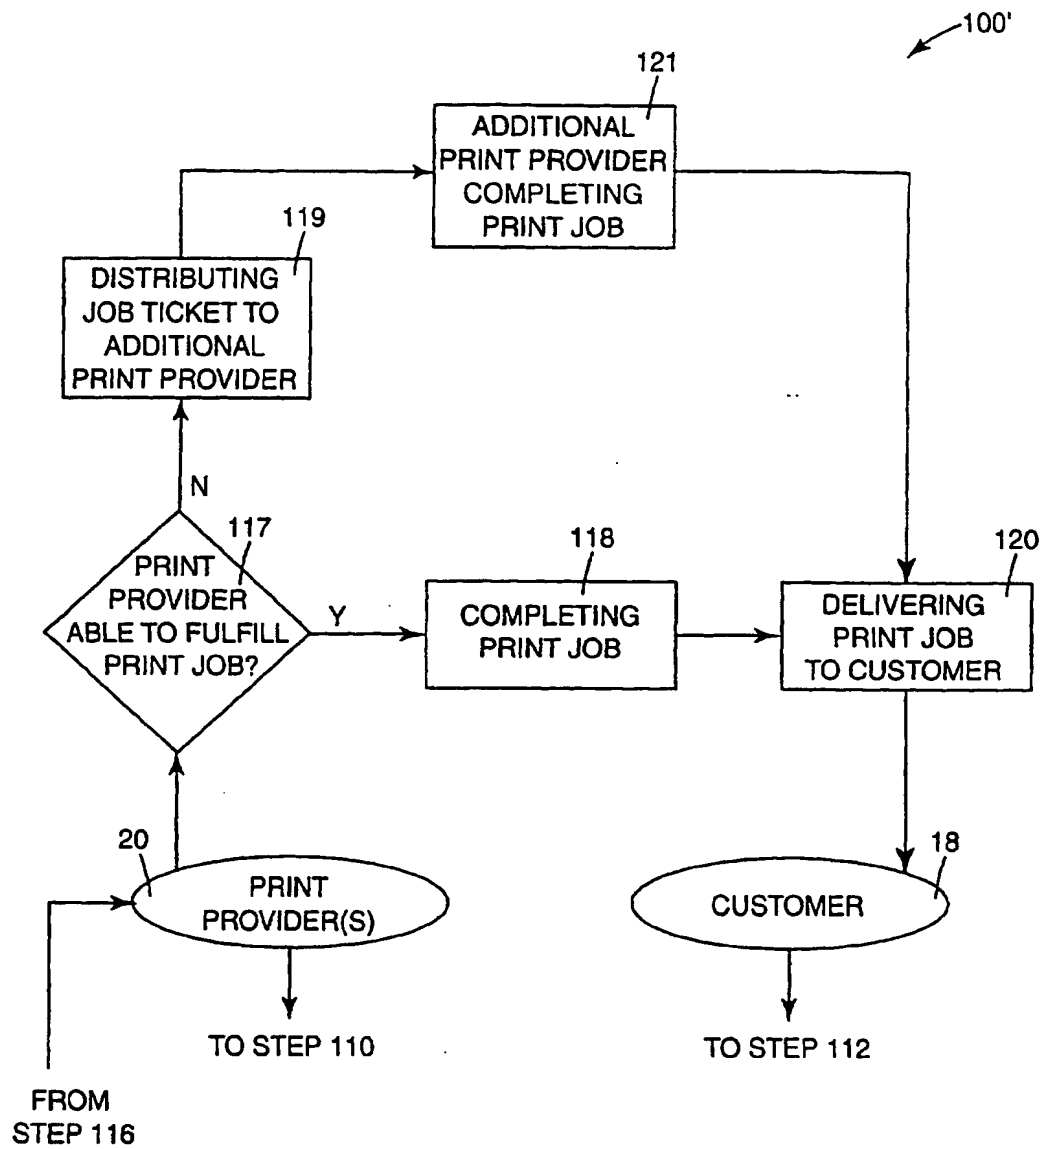 100'
121
ADDITIONAL
PRINT PROVIDER
COMPLETING
PRINT JOB
119
DISTRIBUTING
JOB TICKET TO
ADDITIONAL
PRINT PROVIDER
N
117
PRINT
PROVIDER
ABLE TO FULFILL
PRINT JOB?
Y
118
COMPLETING
PRINT JOB
120
DELIVERING
PRINT JOB
TO CUSTOMER
20
PRINT
PROVIDER(S)
18
CUSTOMER
TO STEP 110
TO STEP 112
FROM
STEP 116